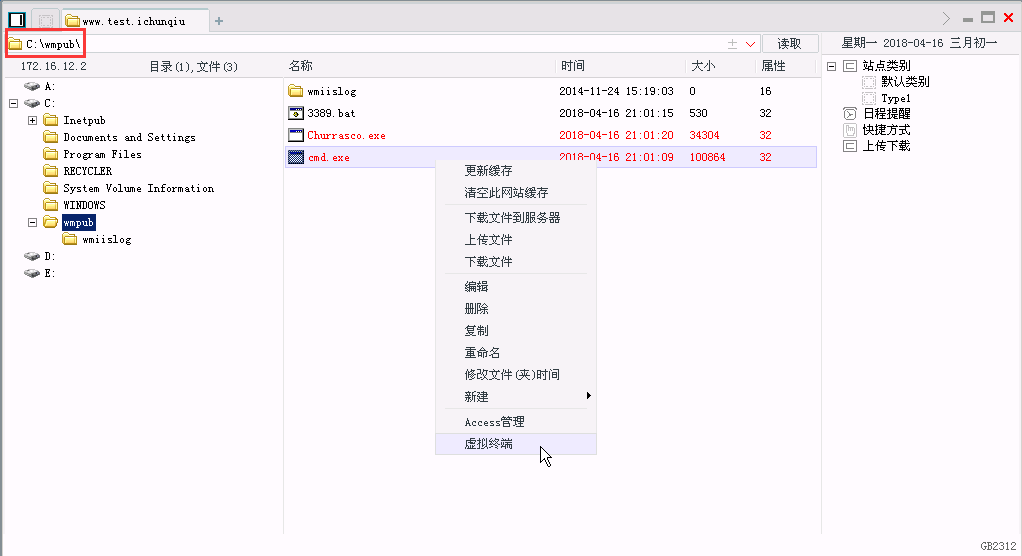 www.test.ichunqiu
C:\wmpub\
读取
星期一 2018-04-16 三月初一
172.16.12.2
目录(1),文件(3)
名称 时间 大小 属性
A:
C:
Inetpub
Documents and Settings
Program Files
RECYCLER
System Volume Information
WINDOWS
wmpub
wmiislog
D:
E:
wmiislog 2014-11-24 15:19:03 0 16
3389.bat 2018-04-16 21:01:15 530 32
Churrasco.exe 2018-04-16 21:01:20 34304 32
cmd.exe 2018-04-16 21:01:09 100864 32
更新缓存
清空此网站缓存
下载文件到服务器
上传文件
下载文件
编辑
删除
复制
重命名
修改文件(夹)时间
新建
Access管理
虚拟终端
站点类别
默认类别
Type1
日程提醒
快捷方式
上传下载
GB2312